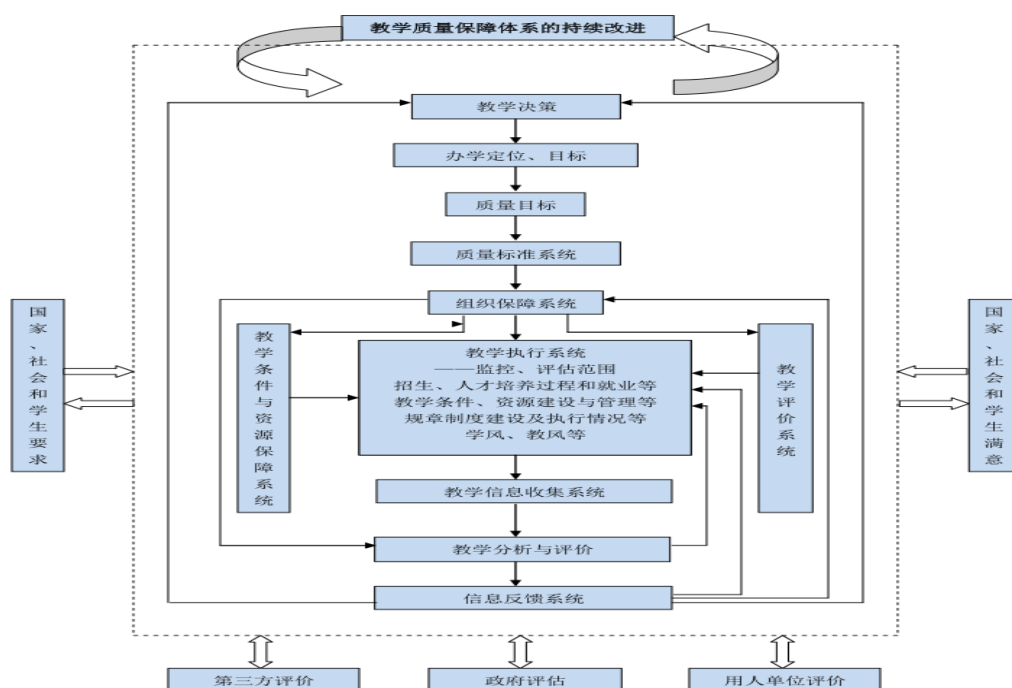 教学质量保障体系的持续改进
教学决策
办学定位、目标
质量目标
质量标准系统
组织保障系统
国家、社会和学生要求
教学条件与资源保障系统
教学执行系统
——监控、评估范围
招生、人才培养过程和就业等
教学条件、资源建设与管理等
规章制度建设及执行情况等
学风、教风等
教学评价系统
国家、社会和学生满意
教学信息收集系统
教学分析与评价
信息反馈系统
第三方评价
政府评估
用人单位评价